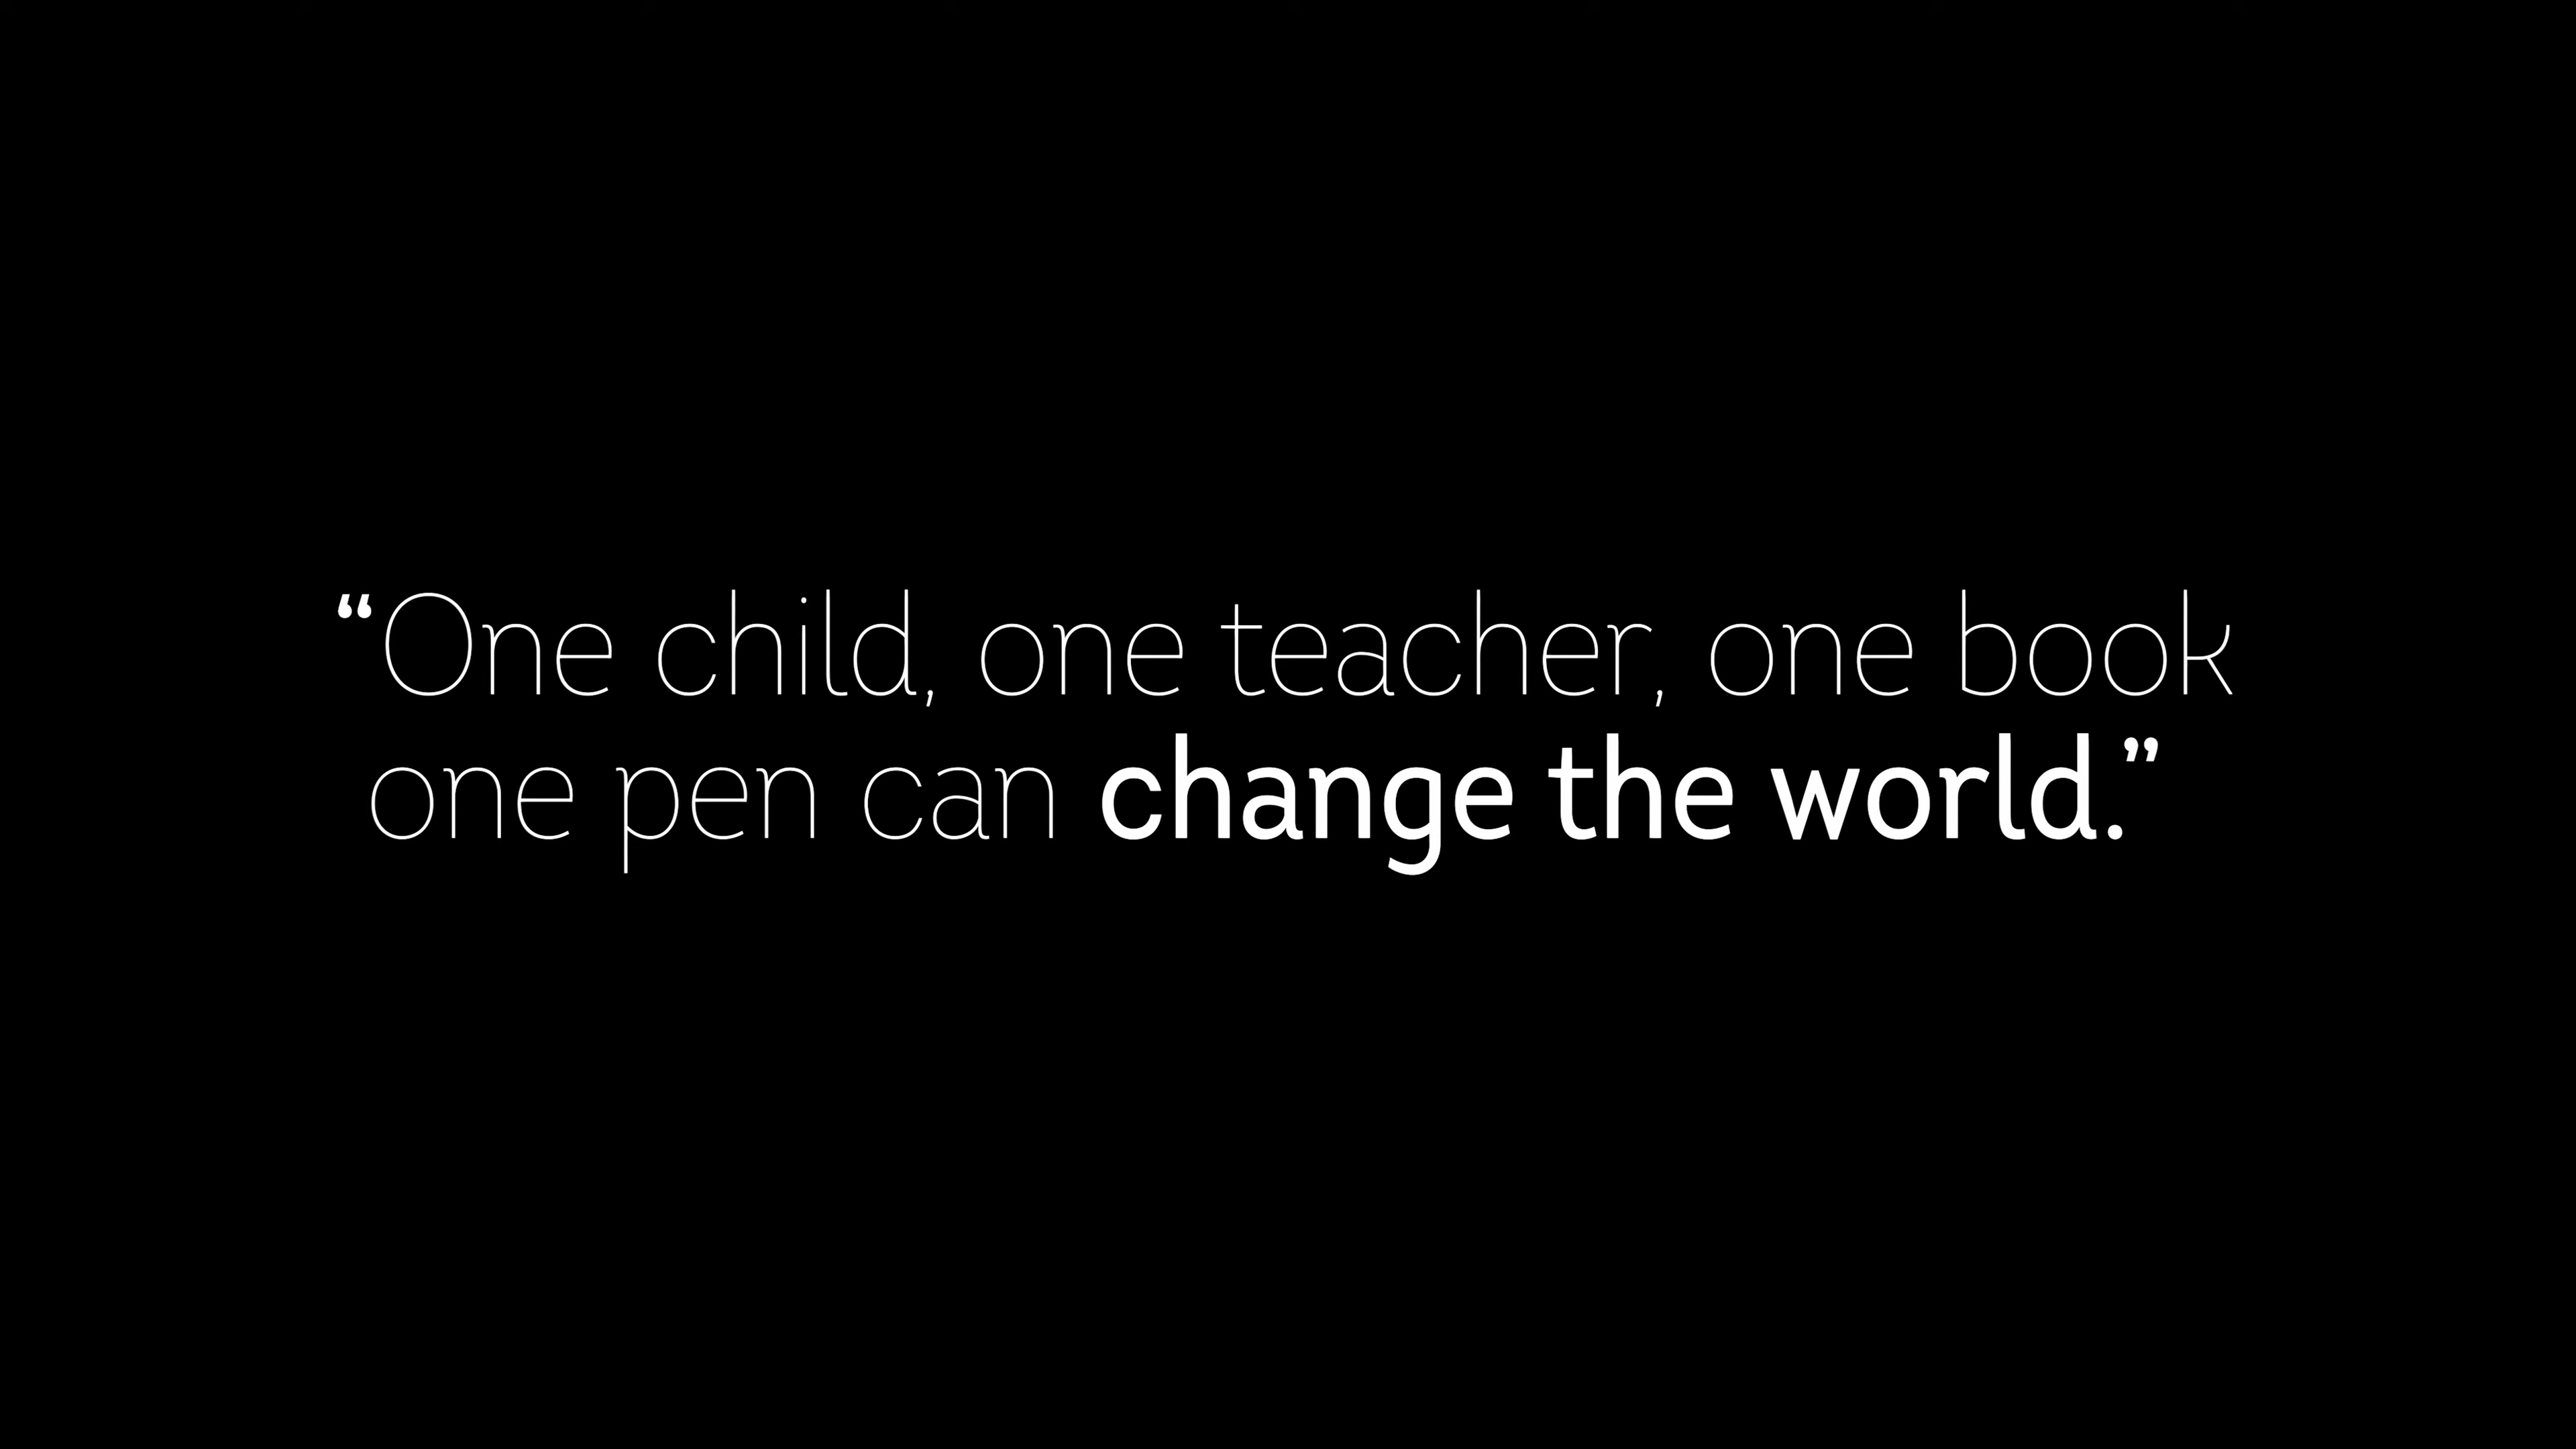 “One child, one teacher, one book
one pen can change the world.”